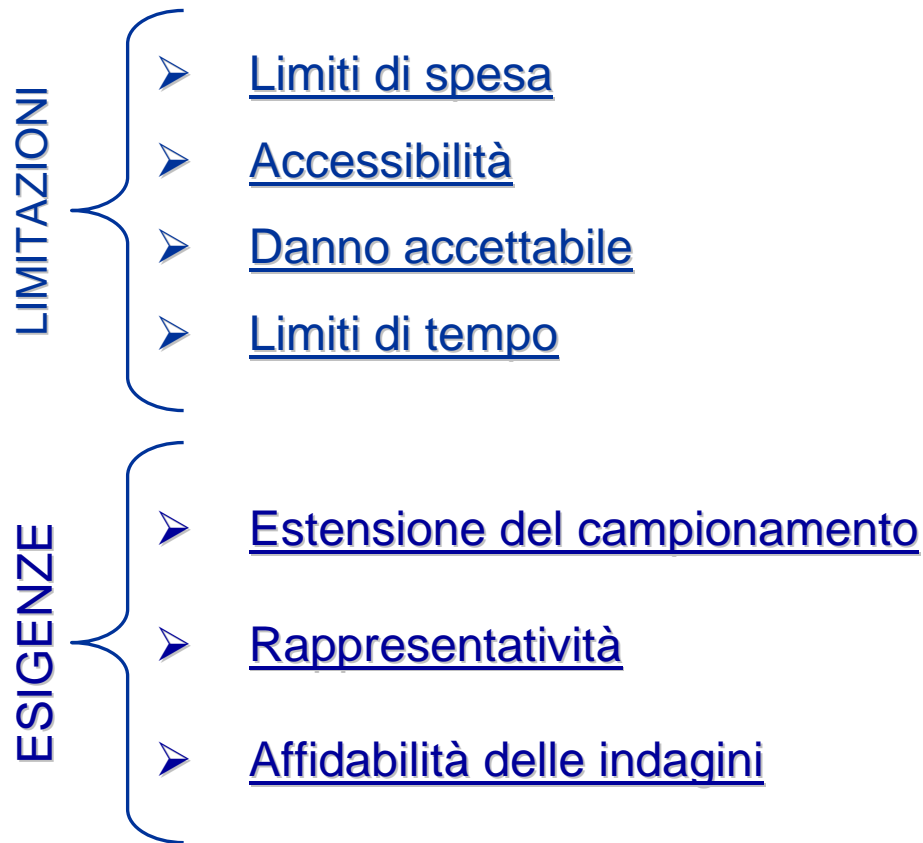 LIMITAZIONI
Limiti di spesa
Accessibilità
Danno accettabile
Limiti di tempo
ESIGENZE
Estensione del campionamento
Rappresentatività
Affidabilità delle indagini